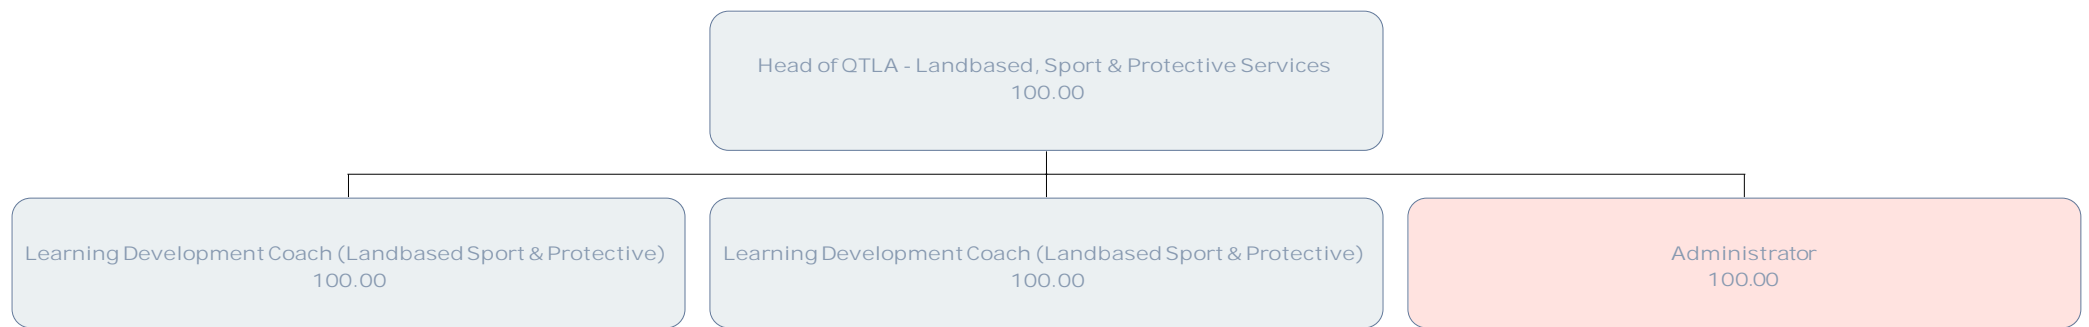 Head of QTLA - Landbased, Sport & Protective Services
100.00
Learning Development Coach (Landbased Sport & Protective)
100.00
Learning Development Coach (Landbased Sport & Protective)
100.00
Administrator
100.00